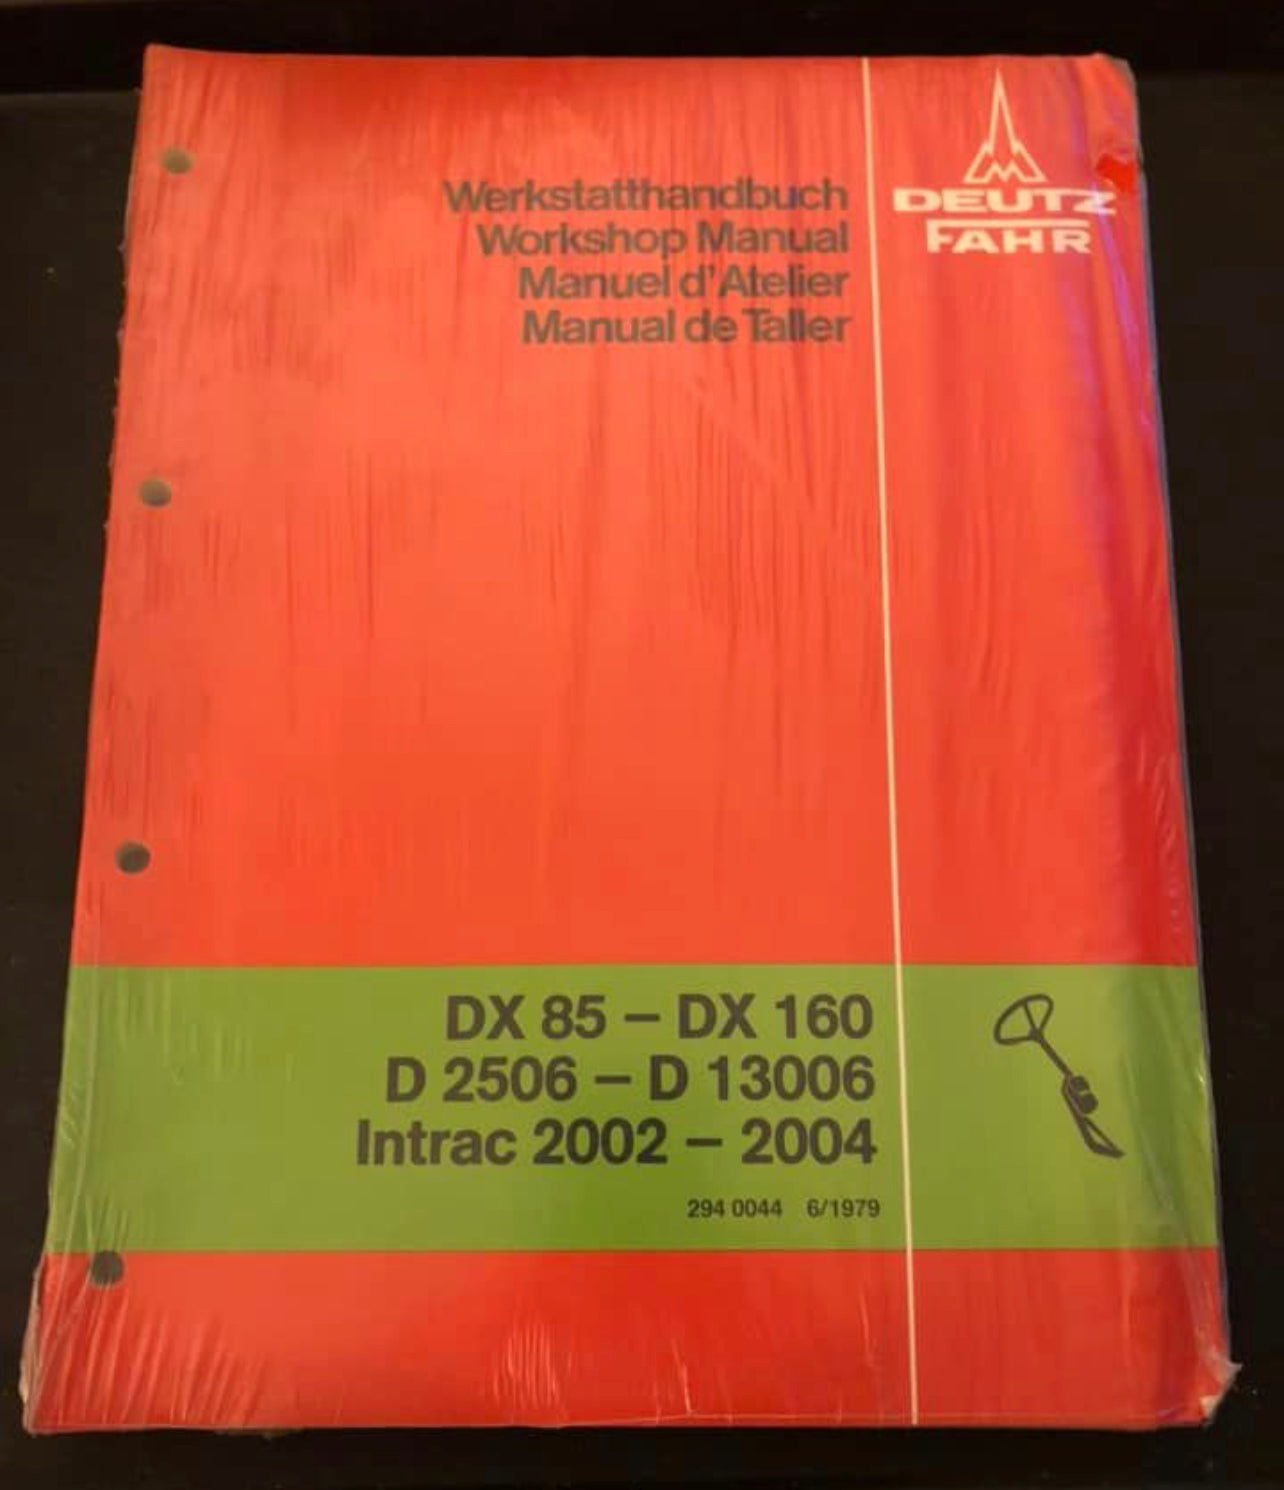 Werkstatthandbuch
Workshop Manual
Manuel d'Atelier
Manual de Taller
DEUTZ
FAHR
DX 85 – DX 160
D 2506 – D 13006
Intrac 2002 – 2004
294 0044 6/1979